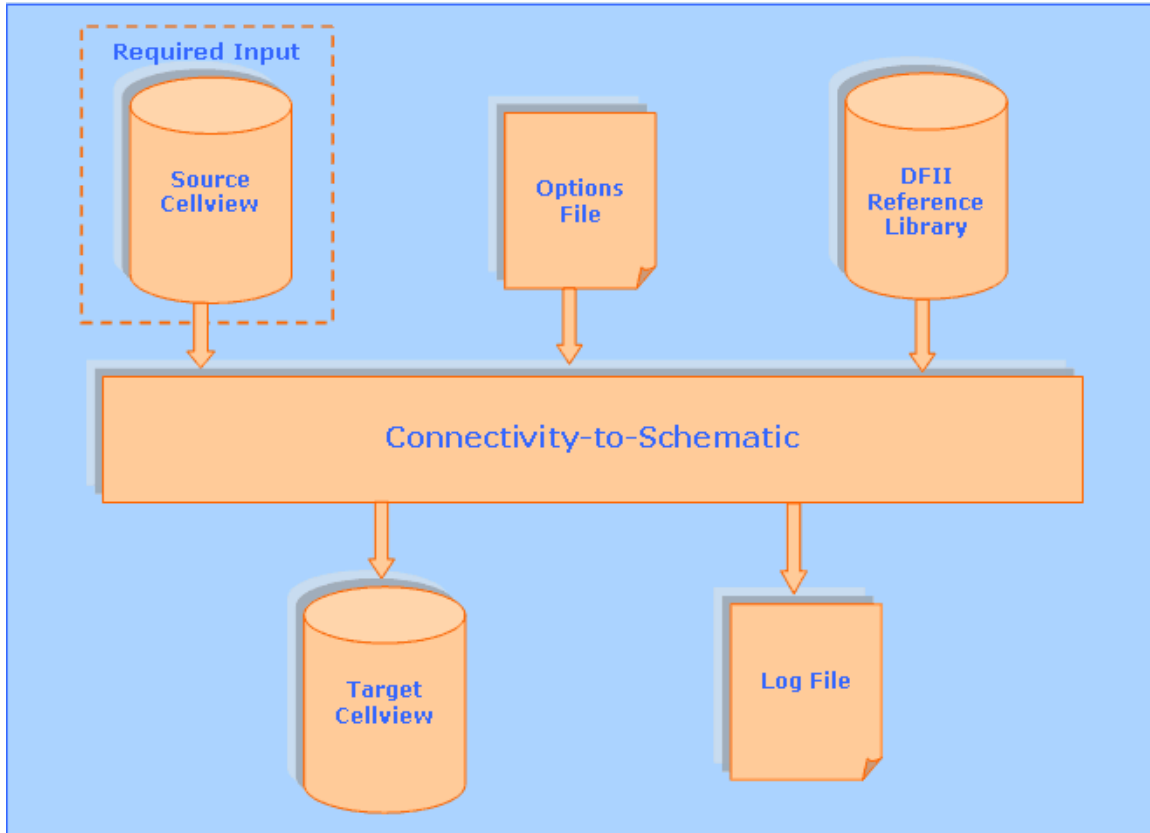 Required Input
Source
Cellview
Options
File
DFII
Reference
Library
Connectivity-to-Schematic
Target
Cellview
Log File